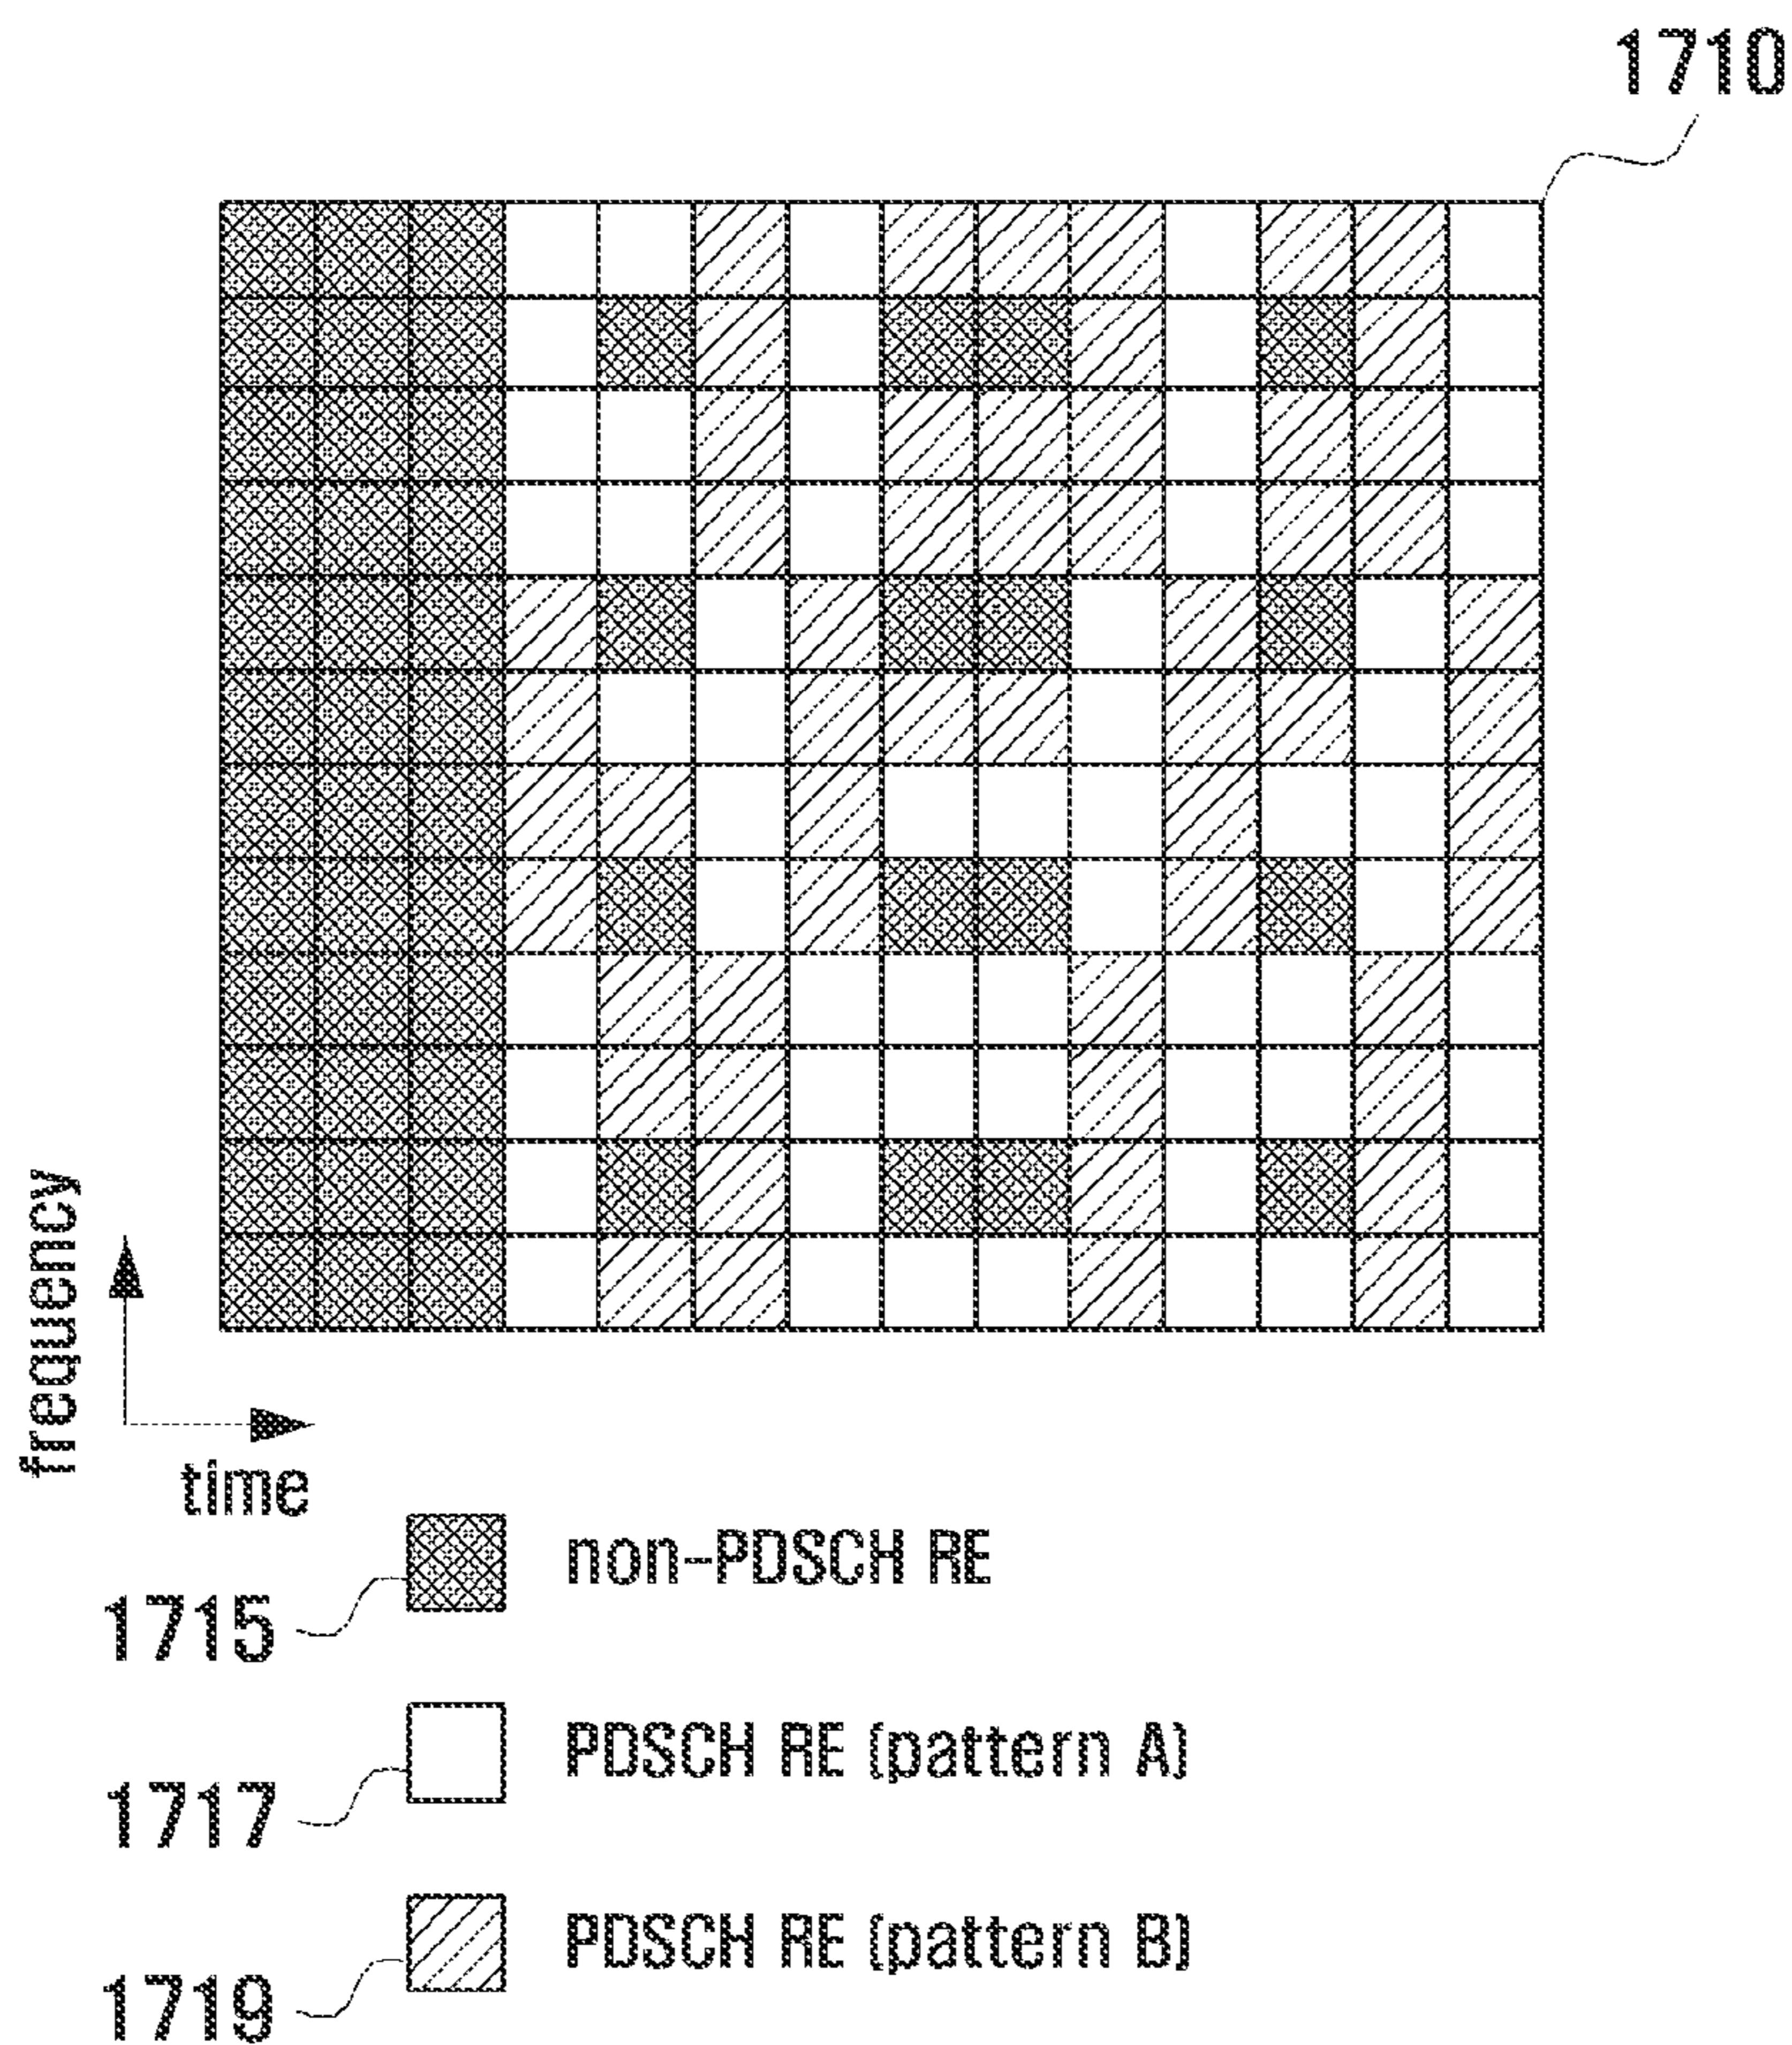 1710
frequency
time
1715
non-PDSCH RE
1717
PDSCH RE (pattern A)
1719
PDSCH RE (pattern B)